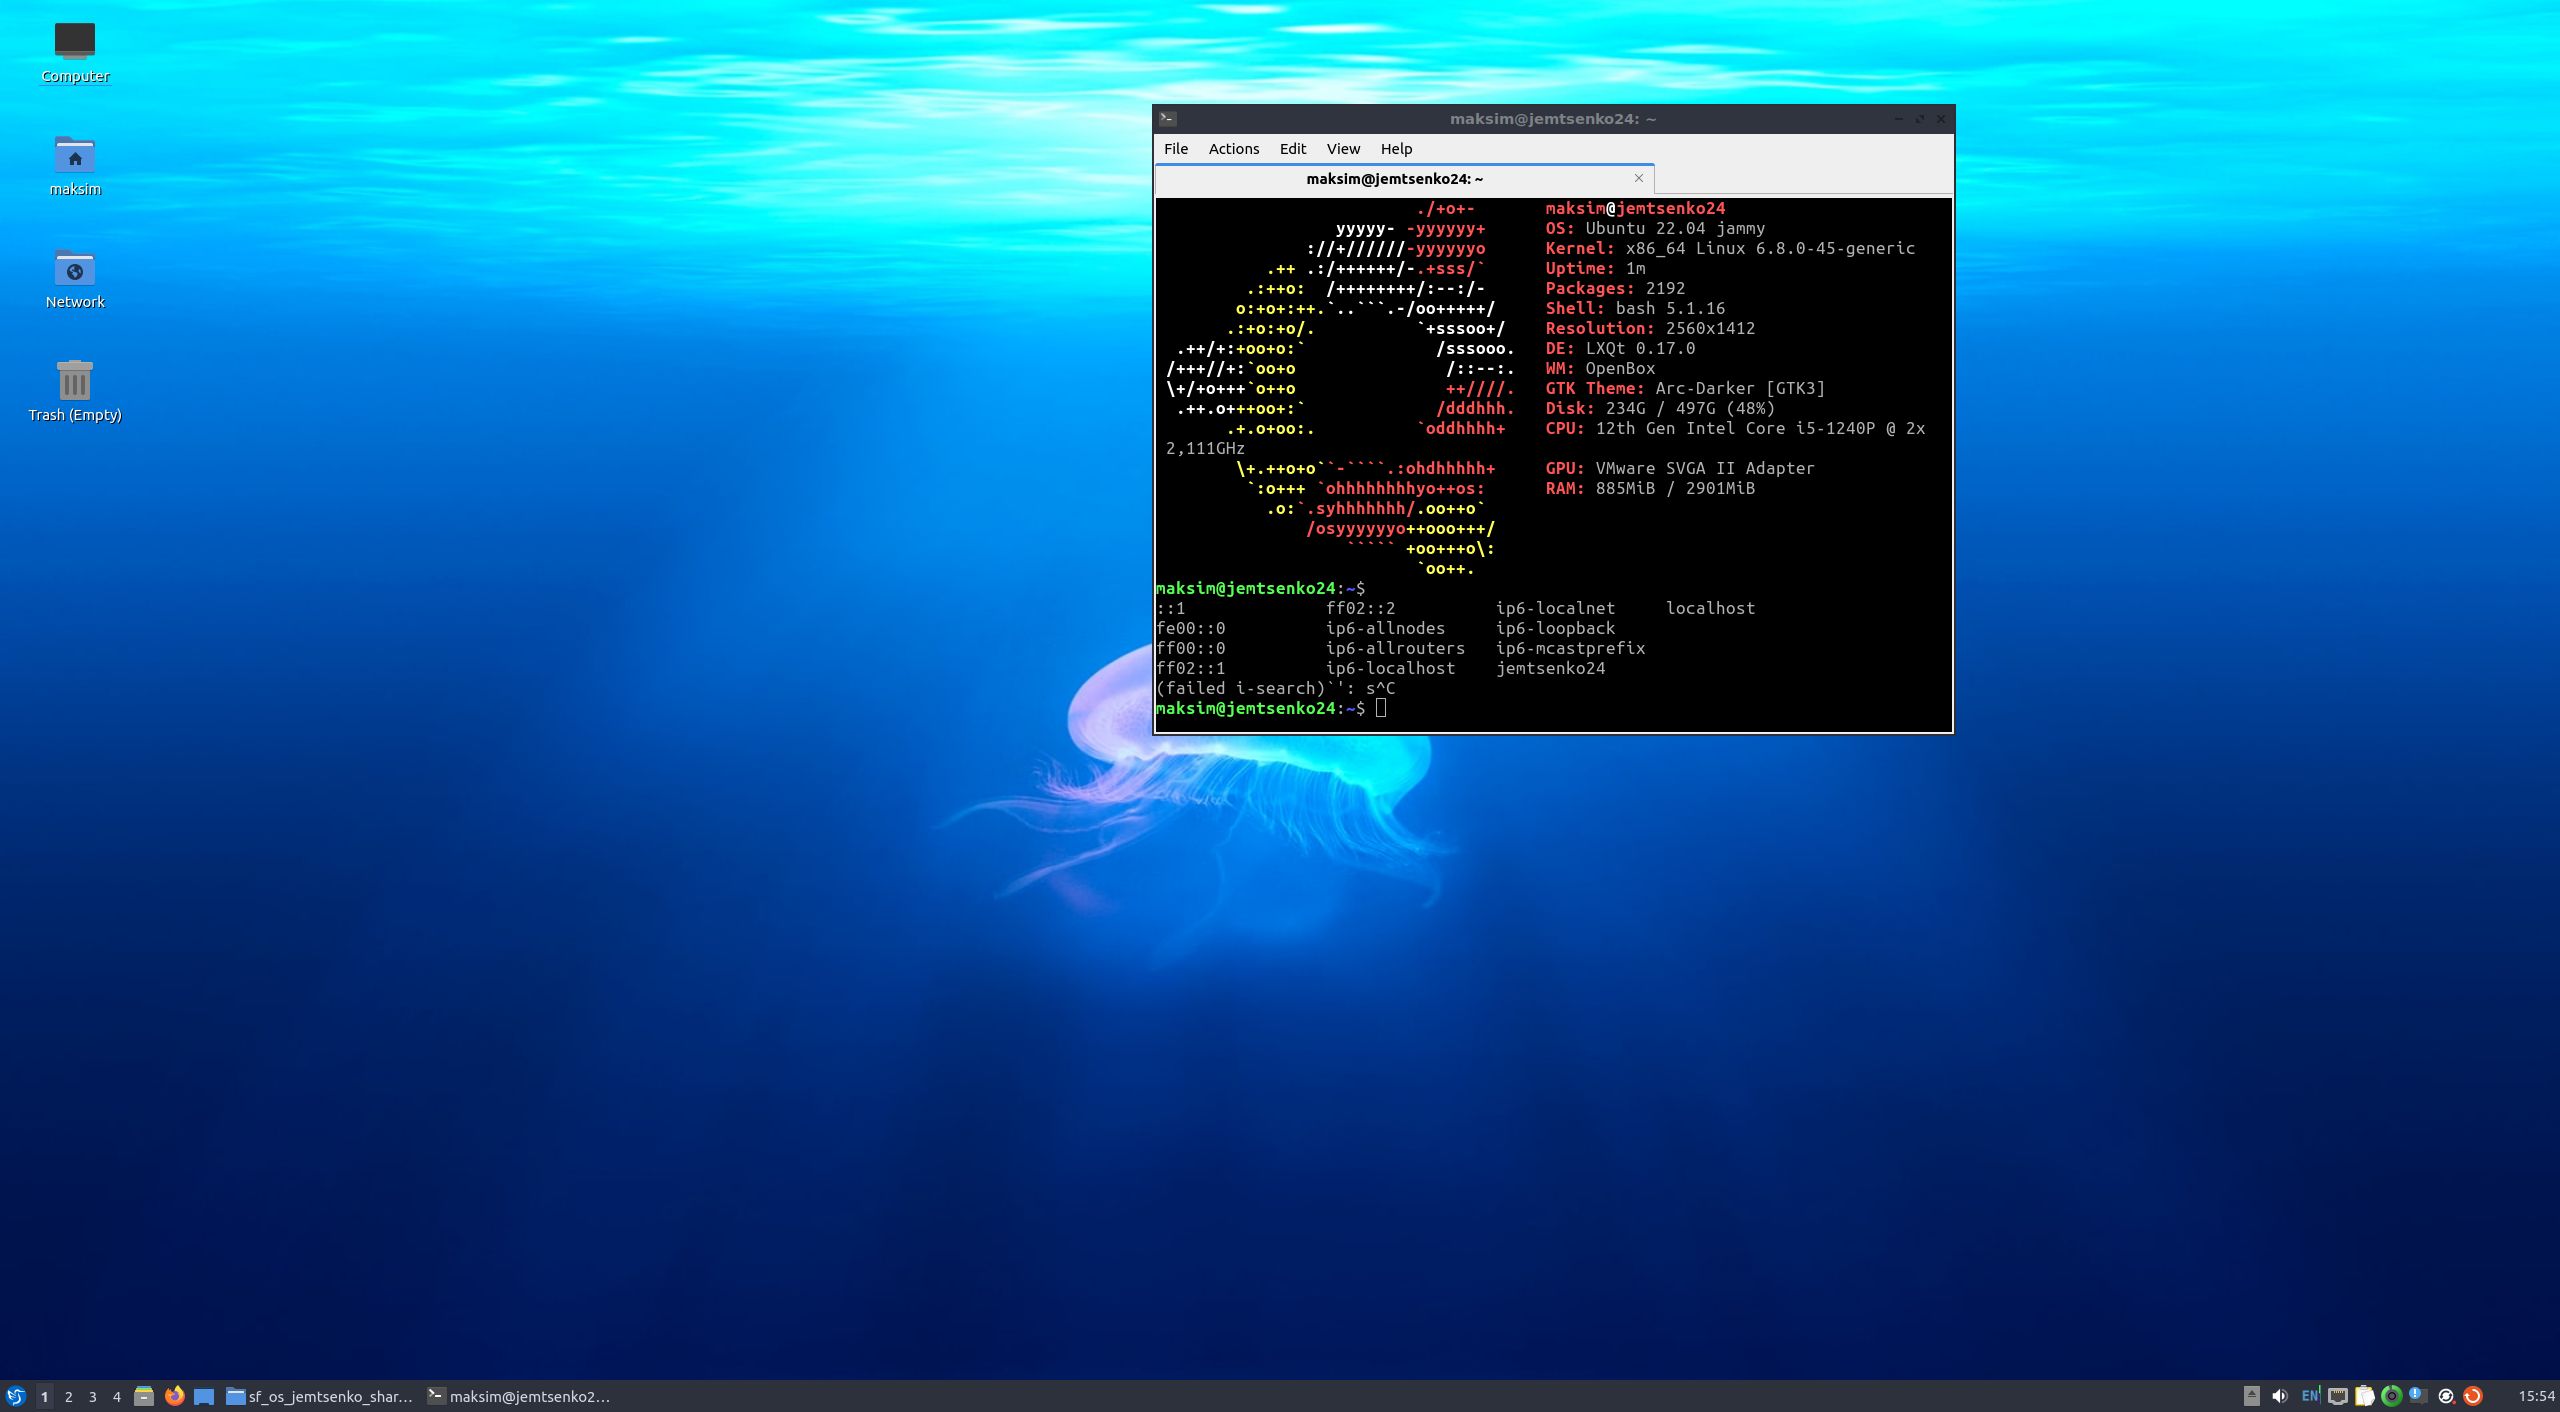 Computer
maksim
Network
Trash (Empty)
maksim@jemtsenko24: ~
File Actions Edit View Help
maksim@jemtsenko24: ~
./+o+- maksim@jemtsenko24
yyyyy- -yyyyyy+ OS: Ubuntu 22.04 jammy
://+//////-yyyyyyo Kernel: x86_64 Linux 6.8.0-45-generic
.++ .:/++++++/-.+sss/` Uptime: 1m
.:++o: /++++++++/:--:/- Packages: 2192
o:+o+:++.`..```.-/oo+++++/ Shell: bash 5.1.16
.:+o:+o/. `+sssoo+/ Resolution: 2560x1412
.++/+:+oo+o:` /sssooo. DE: LXQt 0.17.0
/+++//+:`oo+o /::--:. WM: OpenBox
\+/+o+++`o++o ++////. GTK Theme: Arc-Darker [GTK3]
.++.o+++oo+:` /dddhhh. Disk: 234G / 497G (48%)
.+.o+oo:. `oddhhhh+ CPU: 12th Gen Intel Core i5-1240P @ 2x
2,111GHz
\+.++o+o``-````.:ohdhhhhh+ GPU: VMware SVGA II Adapter
`:o+++ `ohhhhhhhhyo++os: RAM: 885MiB / 2901MiB
.o:`.syhhhhhhh/.oo++o`
/osyyyyyyo++ooo+++/
````` +oo+++o\:
`oo++.
maksim@jemtsenko24:~$
::1 ff02::2 ip6-localnet localhost
fe00::0 ip6-allnodes ip6-loopback
ff00::0 ip6-allrouters ip6-mcastprefix
ff02::1 ip6-localhost jemtsenko24
(failed i-search)`': s^C
maksim@jemtsenko24:~$
1 2 3 4 sf_os_jemtsenko_shar... maksim@jemtsenko2... EN 15:54